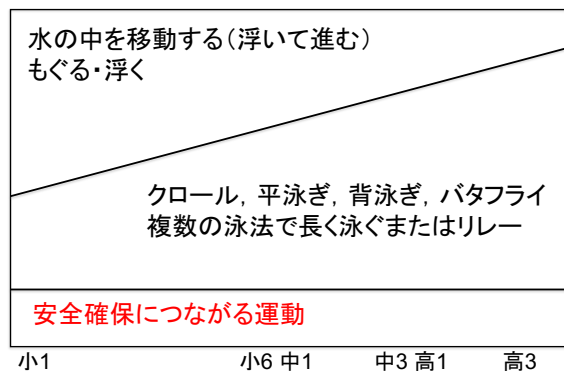 水の中を移動する(浮いて進む)
もぐる・浮く
クロール, 平泳ぎ, 背泳ぎ, バタフライ
複数の泳法で長く泳ぐまたはリレー
安全確保につながる運動
小1 小6 中1 中3 高1 高3